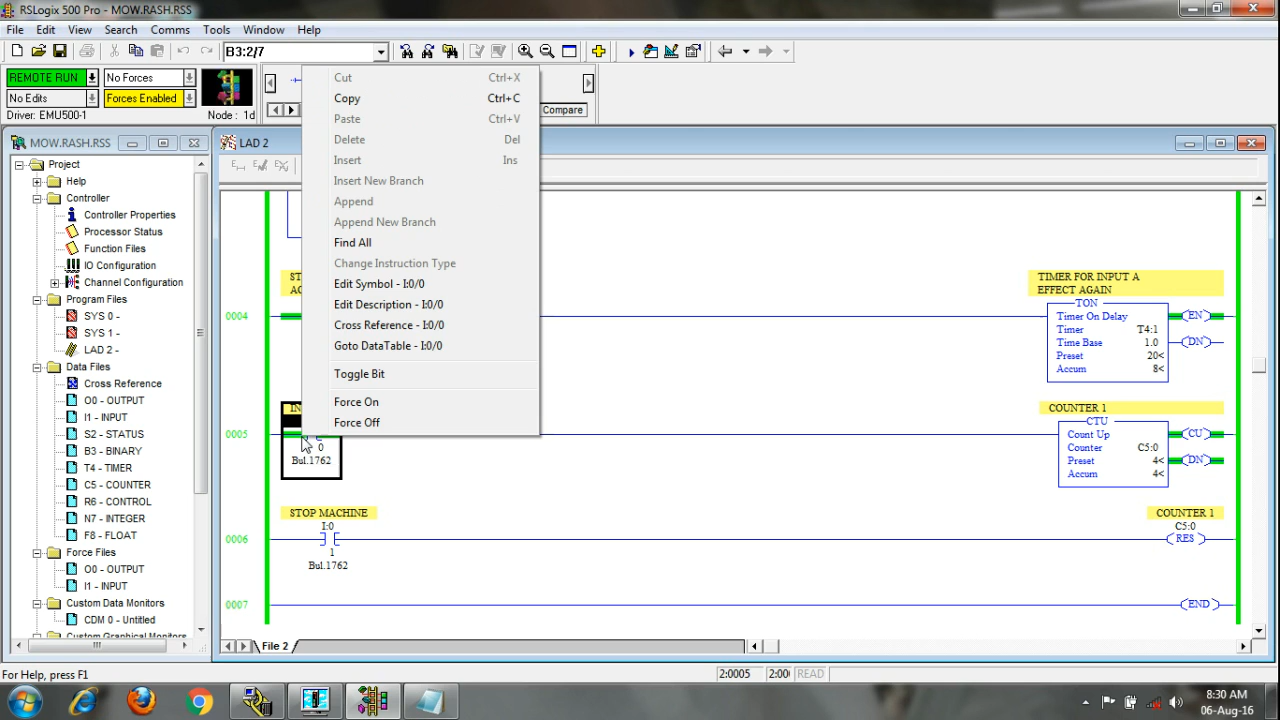 RSLogix 500 Pro - MOW.RASH.RSS
File Edit View Search Comms Tools Window Help
B3:2/7
REMOTE RUN No Forces
No Edits Forces Enabled
Driver: EMU500-1 Node : 1d
Compare
MOW.RASH.RSS
LAD 2
Project
Help
Controller
Controller Properties
Processor Status
Function Files
IO Configuration
Channel Configuration
Program Files
SYS 0 -
SYS 1 -
LAD 2 -
Data Files
Cross Reference
O0 - OUTPUT
I1 - INPUT
S2 - STATUS
B3 - BINARY
T4 - TIMER
C5 - COUNTER
R6 - CONTROL
N7 - INTEGER
F8 - FLOAT
Force Files
O0 - OUTPUT
I1 - INPUT
Custom Data Monitors
CDM 0 - Untitled
Custom Graphical Monitors
Cut Ctrl+X
Copy Ctrl+C
Paste Ctrl+V
Delete Del
Insert Ins
Insert New Branch
Append
Append New Branch
Find All
Change Instruction Type
Edit Symbol - I:0/0
Edit Description - I:0/0
Cross Reference - I:0/0
Goto DataTable - I:0/0
Toggle Bit
Force On
Force Off
TIMER FOR INPUT A
EFFECT AGAIN
0004
TON
Timer On Delay
Timer T4:1
Time Base 1.0
Preset 20<
Accum 8<
EN
DN
0005
0
Bul.1762
COUNTER 1
CTU
Count Up
Counter C5:0
Preset 4<
Accum 4<
CU
DN
STOP MACHINE
I:0
0006
1
Bul.1762
COUNTER 1
C5:0
RES
0007
END
File 2
For Help, press F1
2:0005 2:00 READ
8:30 AM
06-Aug-16